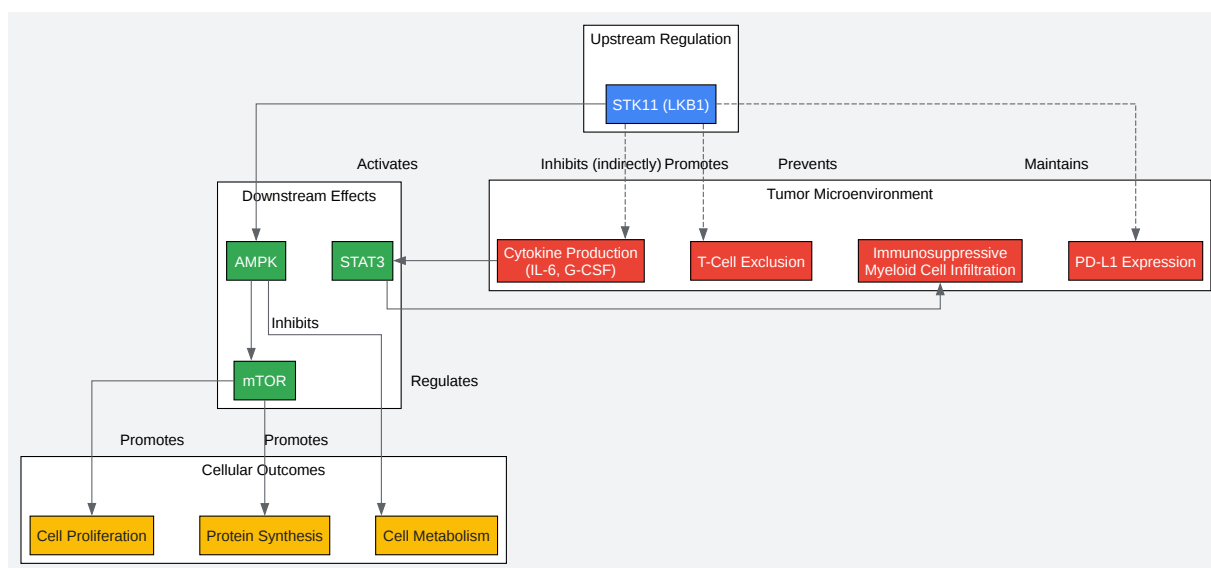 Upstream Regulation
STK11 (LKB1)
Activates
Inhibits (indirectly)
Promotes
Prevents
Maintains
Downstream Effects
Tumor Microenvironment
AMPK
STAT3
Cytokine Production
(IL-6, G-CSF)
T-Cell Exclusion
Immunosuppressive
Myeloid Cell Infiltration
PD-L1 Expression
Inhibits
mTOR
Regulates
Promotes
Promotes
Cellular Outcomes
Cell Proliferation
Protein Synthesis
Cell Metabolism